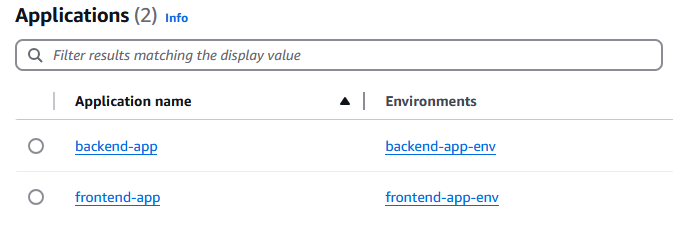 Applications (2) Info
Filter results matching the display value
Application name Environments
backend-app backend-app-env
frontend-app frontend-app-env